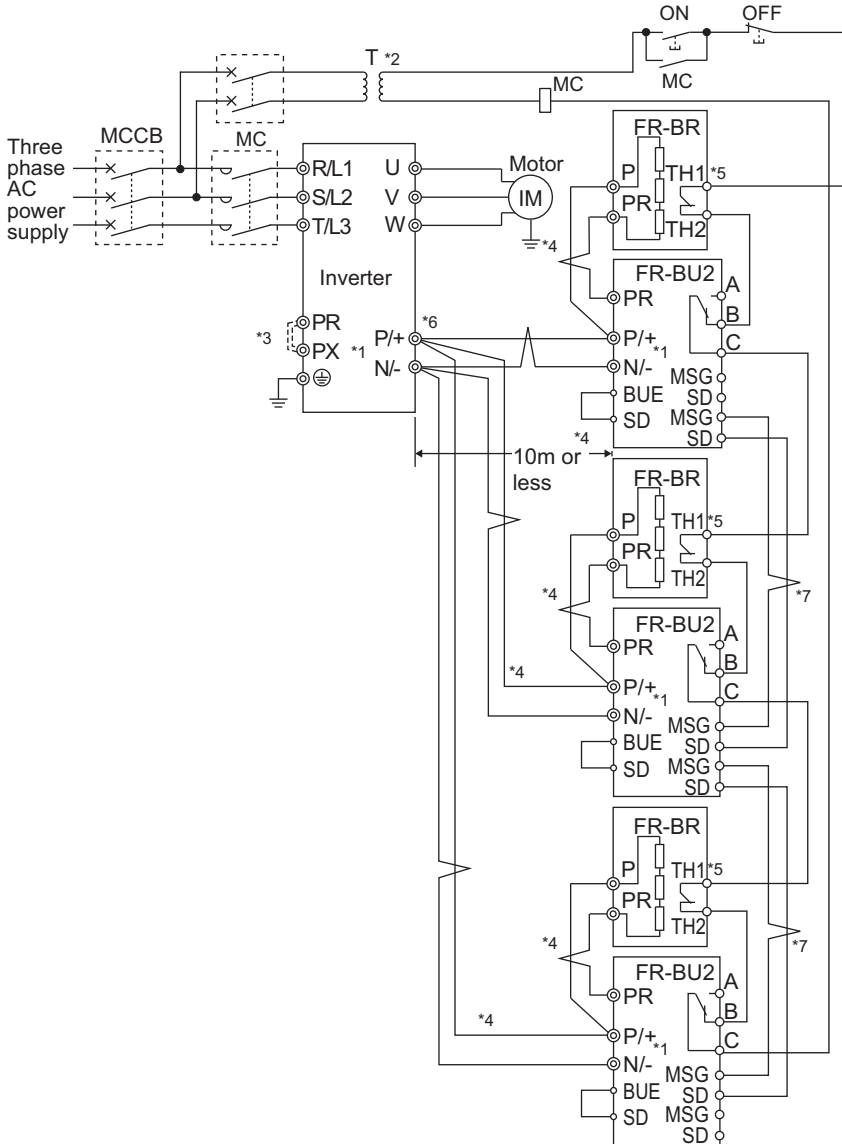 ON
OFF
T *2
MC
MC
MCCB
MC
Three
phase
AC
power
supply
R/L1
S/L2
T/L3
U
V
W
Motor
IM
Inverter
*3
PR
PX
*1
P/+
*6
N/-
10m or
less
*4
FR-BR
P
PR
TH1
*5
TH2
*4
FR-BU2
PR
P/+
*1
N/-
BUE
SD
A
B
C
MSG
SD
MSG
SD
FR-BR
P
PR
TH1
*5
TH2
*4
*7
FR-BU2
PR
*4
P/+
*1
N/-
BUE
SD
A
B
C
MSG
SD
MSG
SD
FR-BR
P
PR
TH1
*5
TH2
*4
*7
FR-BU2
PR
*4
P/+
*1
N/-
BUE
SD
A
B
C
MSG
SD
MSG
SD